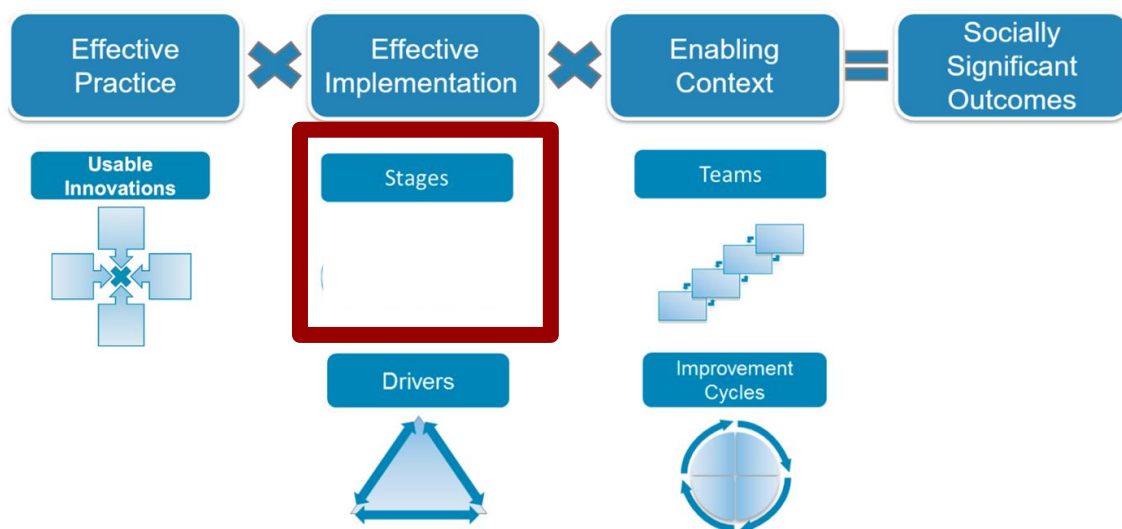 Effective
Practice
Effective
Implementation
Enabling
Context
Socially
Significant
Outcomes
Usable
Innovations
Stages
Teams
Drivers
Improvement
Cycles